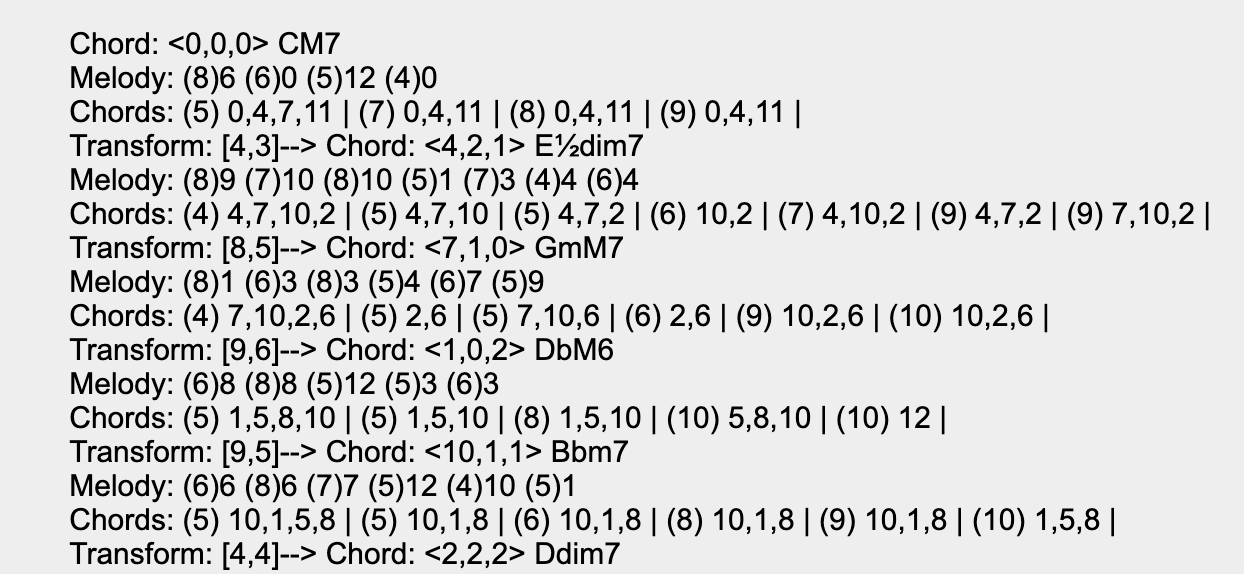 Chord: <0,0,0> CM7
Melody: (8)6 (6)0 (5)12 (4)0
Chords: (5) 0,4,7,11 | (7) 0,4,11 | (8) 0,4,11 | (9) 0,4,11 |
Transform: [4,3]--> Chord: <4,2,1> E½dim7
Melody: (8)9 (7)10 (8)10 (5)1 (7)3 (4)4 (6)4
Chords: (4) 4,7,10,2 | (5) 4,7,10 | (5) 4,7,2 | (6) 10,2 | (7) 4,10,2 | (9) 4,7,2 | (9) 7,10,2 |
Transform: [8,5]--> Chord: <7,1,0> GmM7
Melody: (8)1 (6)3 (8)3 (5)4 (6)7 (5)9
Chords: (4) 7,10,2,6 | (5) 2,6 | (5) 7,10,6 | (6) 2,6 | (9) 10,2,6 | (10) 10,2,6 |
Transform: [9,6]--> Chord: <1,0,2> DbM6
Melody: (6)8 (8)8 (5)12 (5)3 (6)3
Chords: (5) 1,5,8,10 | (5) 1,5,10 | (8) 1,5,10 | (10) 5,8,10 | (10) 12 |
Transform: [9,5]--> Chord: <10,1,1> Bbm7
Melody: (6)6 (8)6 (7)7 (5)12 (4)10 (5)1
Chords: (5) 10,1,5,8 | (5) 10,1,8 | (6) 10,1,8 | (8) 10,1,8 | (9) 10,1,8 | (10) 1,5,8 |
Transform: [4,4]--> Chord: <2,2,2> Ddim7